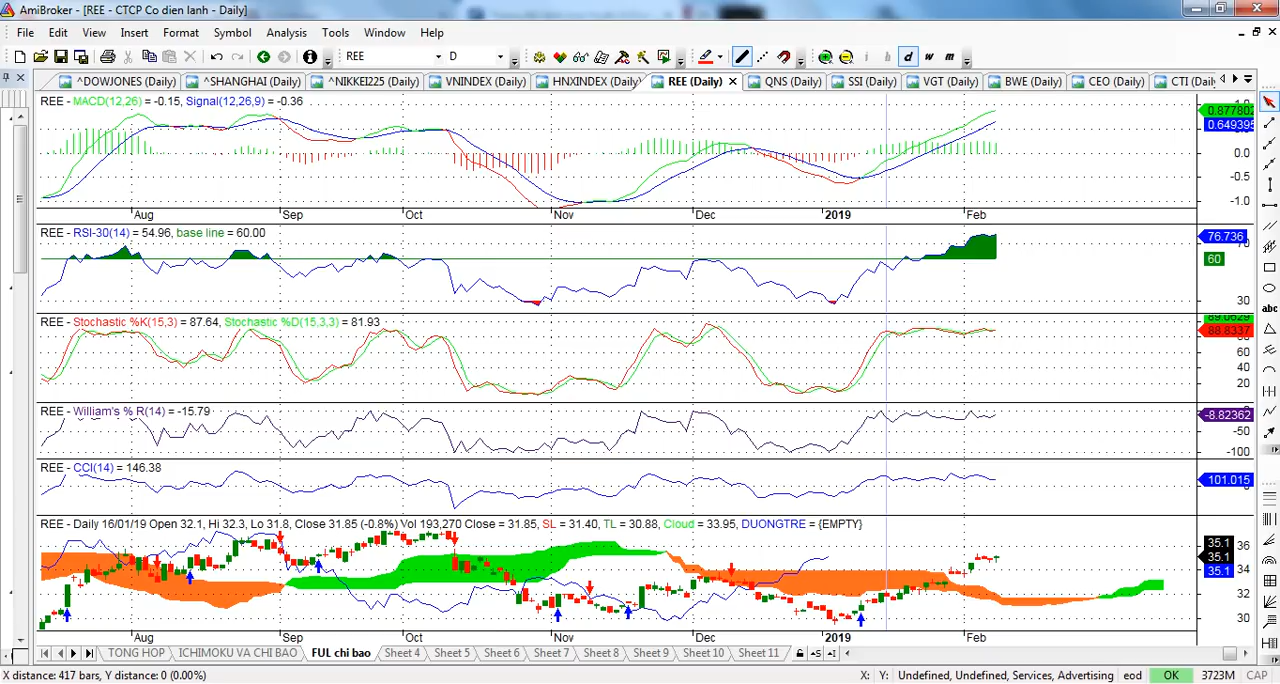 AmiBroker - [REE - CTCP Co dien lanh - Daily]
File Edit View Insert Format Symbol Analysis Tools Window Help
REE D d w m
^DOWJONES (Daily) ^SHANGHAI (Daily) ^NIKKEI225 (Daily) VNINDEX (Daily) HNXINDEX (Daily) REE (Daily) QNS (Daily) SSI (Daily) VGT (Daily) BWE (Daily) CEO (Daily) CTI (Daily
REE - MACD(12,26) = -0.15, Signal(12,26,9) = -0.36
1.0
0.877802
0.649395
0.0
-0.5
-1.0
Aug Sep Oct Nov Dec 2019 Feb
REE - RSI-30(14) = 54.96, base line = 60.00
76.736
70
60
30
REE - Stochastic %K(15,3) = 87.64, Stochastic %D(15,3,3) = 81.93
89.0629
88.8337
80
60
40
20
REE - William's % R(14) = -15.79
-8.82362
-50
-100
REE - CCI(14) = 146.38
101.015
REE - Daily 16/01/19 Open 32.1, Hi 32.3, Lo 31.8, Close 31.85 (-0.8%) Vol 193,270 Close = 31.85, SL = 31.40, TL = 30.88, Cloud = 33.95, DUONGTRE = {EMPTY}
35.1
36
35.1
35.1
34
32
30
Aug Sep Oct Nov Dec 2019 Feb
TONG HOP ICHIMOKU VA CHI BAO FUL chi bao Sheet 4 Sheet 5 Sheet 6 Sheet 7 Sheet 8 Sheet 9 Sheet 10 Sheet 11
X distance: 417 bars, Y distance: 0 (0.00%) X: Y: Undefined, Undefined, Services, Advertising eod OK 3723M CAP
abc